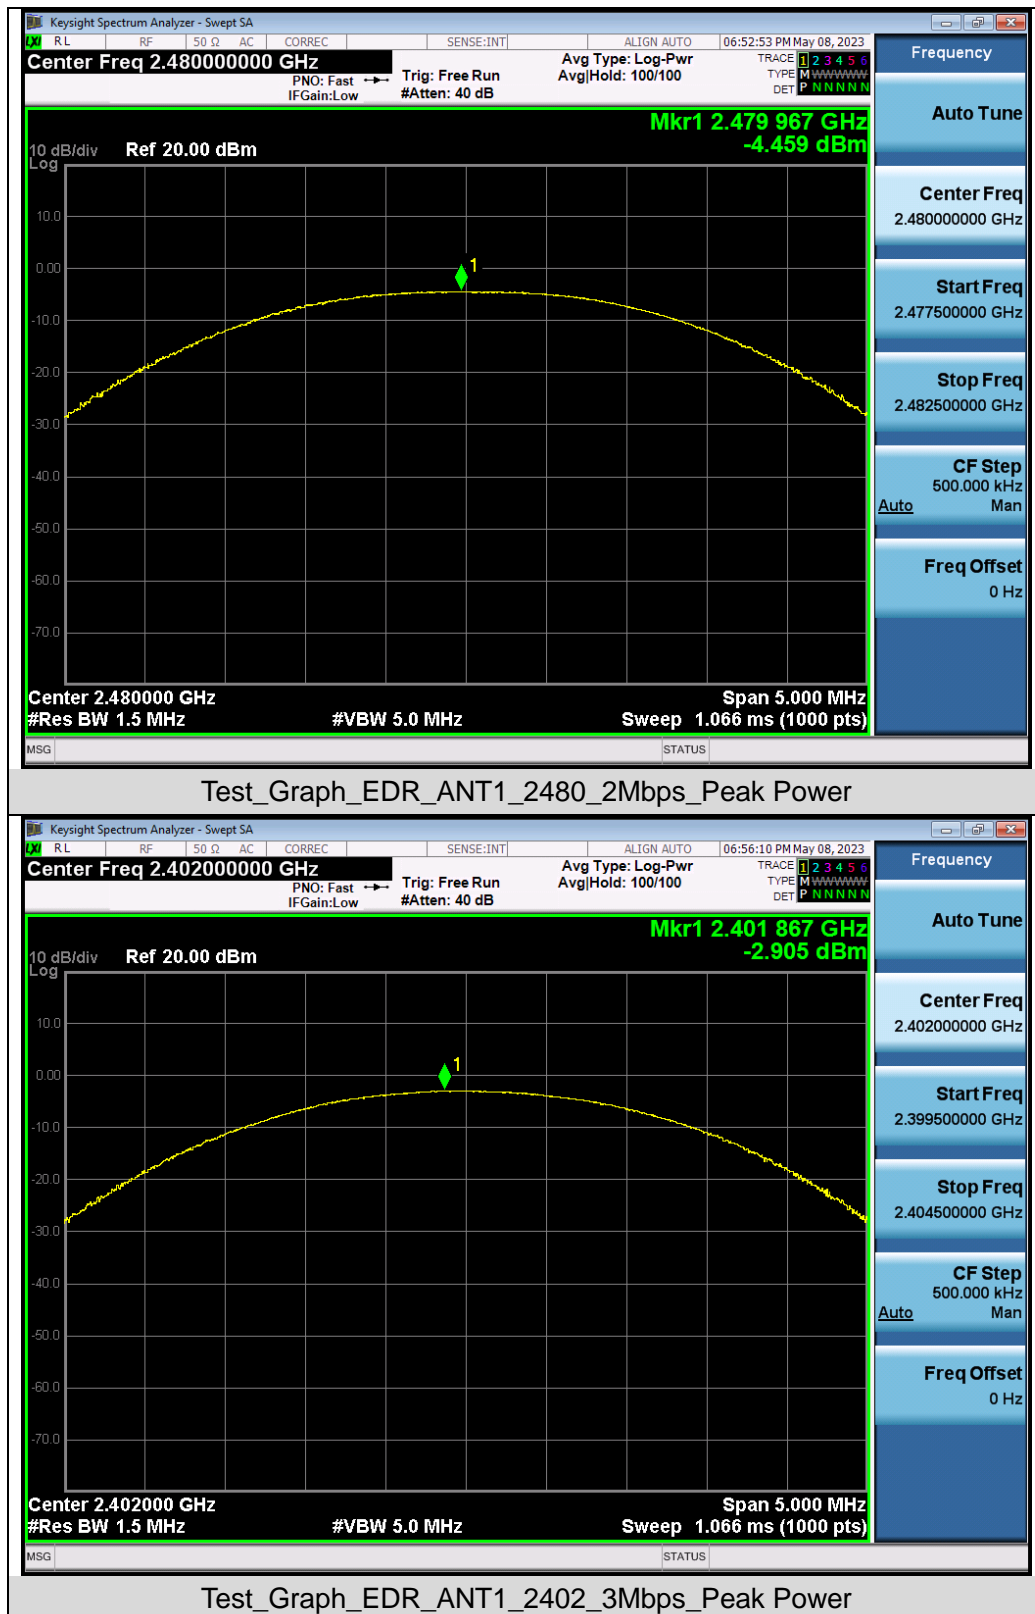 Keysight Spectrum Analyzer - Swept SA
LXI RL RF 50 Ω AC CORREC SENSE:INT ALIGN AUTO 06:52:53 PM May 08, 2023
Center Freq 2.480000000 GHz
PNO: Fast
IFGain:Low
Trig: Free Run
#Atten: 40 dB
Avg Type: Log-Pwr
Avg|Hold: 100/100
TRACE 1 2 3 4 5 6
TYPE M WWWWW
DET P N N N N N
Mkr1 2.479 967 GHz
-4.459 dBm
10 dB/div Ref 20.00 dBm
Log
10.0
0.00
-10.0
-20.0
-30.0
-40.0
-50.0
-60.0
-70.0
1
Center 2.480000 GHz Span 5.000 MHz
#Res BW 1.5 MHz #VBW 5.0 MHz Sweep 1.066 ms (1000 pts)
MSG STATUS
Frequency
Auto Tune
Center Freq
2.480000000 GHz
Start Freq
2.477500000 GHz
Stop Freq
2.482500000 GHz
CF Step
500.000 kHz
Auto Man
Freq Offset
0 Hz
Test_Graph_EDR_ANT1_2480_2Mbps_Peak Power
Keysight Spectrum Analyzer - Swept SA
LXI RL RF 50 Ω AC CORREC SENSE:INT ALIGN AUTO 06:56:10 PM May 08, 2023
Center Freq 2.402000000 GHz
PNO: Fast
IFGain:Low
Trig: Free Run
#Atten: 40 dB
Avg Type: Log-Pwr
Avg|Hold: 100/100
TRACE 1 2 3 4 5 6
TYPE M WWWWW
DET P N N N N N
Mkr1 2.401 867 GHz
-2.905 dBm
10 dB/div Ref 20.00 dBm
Log
10.0
0.00
-10.0
-20.0
-30.0
-40.0
-50.0
-60.0
-70.0
1
Center 2.402000 GHz Span 5.000 MHz
#Res BW 1.5 MHz #VBW 5.0 MHz Sweep 1.066 ms (1000 pts)
MSG STATUS
Frequency
Auto Tune
Center Freq
2.402000000 GHz
Start Freq
2.399500000 GHz
Stop Freq
2.404500000 GHz
CF Step
500.000 kHz
Auto Man
Freq Offset
0 Hz
Test_Graph_EDR_ANT1_2402_3Mbps_Peak Power